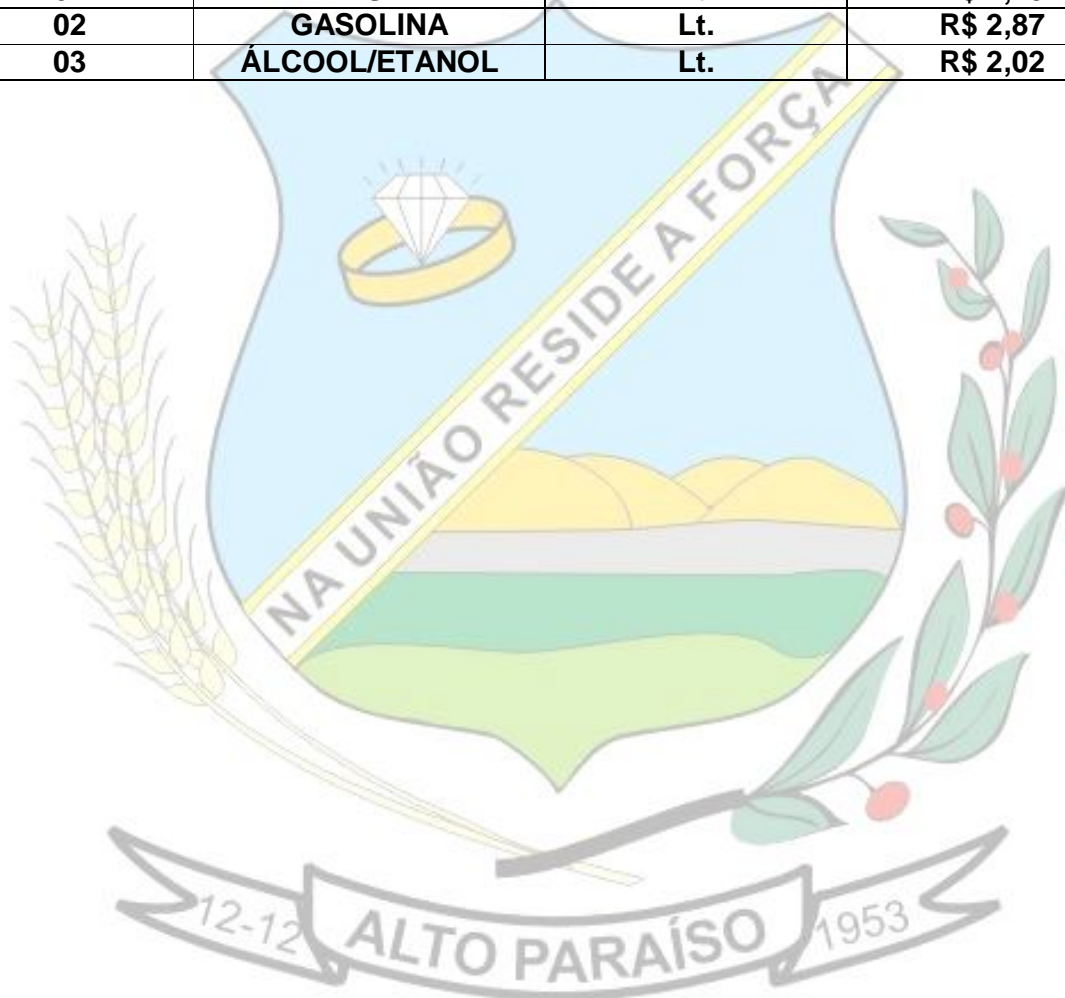 02 GASOLINA Lt. R$ 2,87
03 ÁLCOOL/ETANOL Lt. R$ 2,02
NA UNIÃO RESIDE A FORÇA
12-12 ALTO PARAÍSO 1953